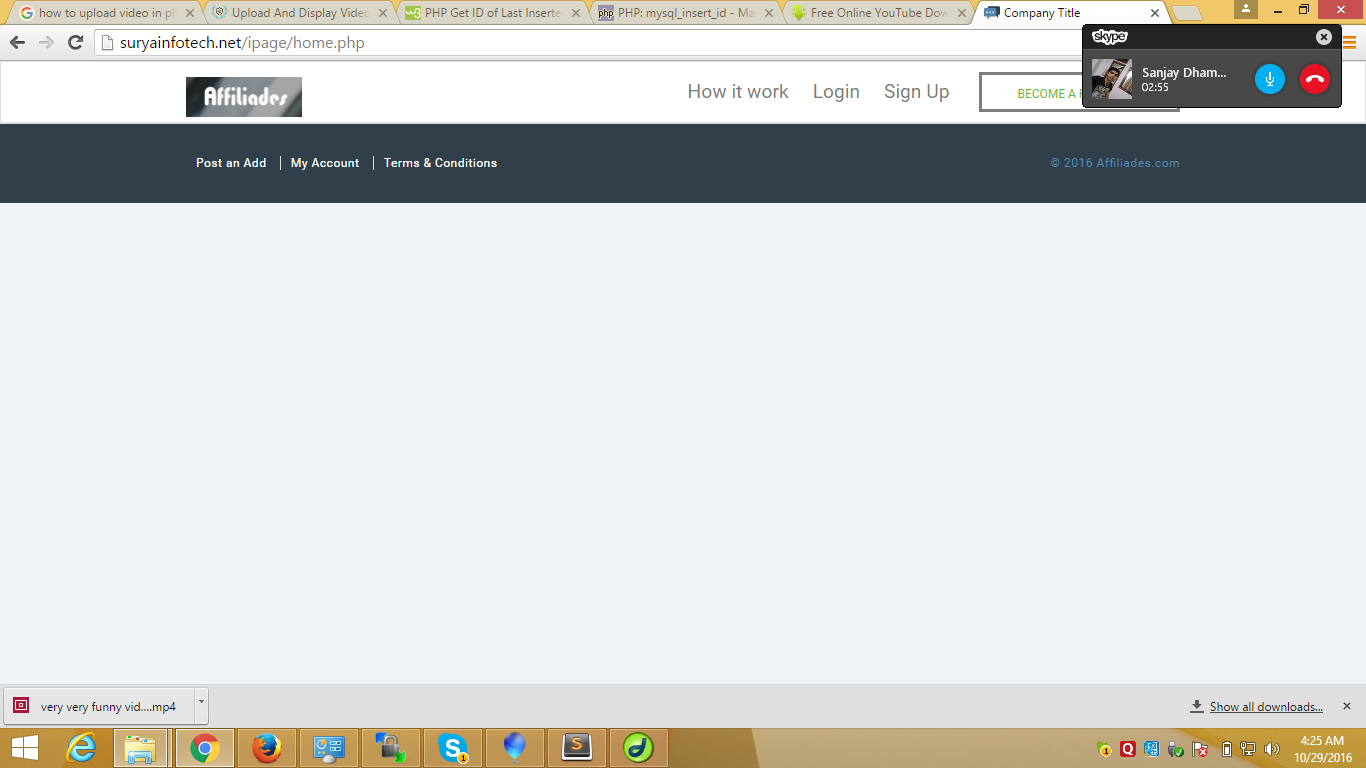 how to upload video in p
Upload And Display Video
PHP Get ID of Last Inserte
php PHP: mysql_insert_id - Ma
Free Online YouTube Dow
Company Title
suryainfotech.net/ipage/home.php
skype
Sanjay Dham...
02:55
Affiliades
How it work
Login
Sign Up
BECOME A
Post an Add
My Account
Terms & Conditions
© 2016 Affiliades.com
very very funny vid....mp4
Show all downloads...
4:25 AM
10/29/2016